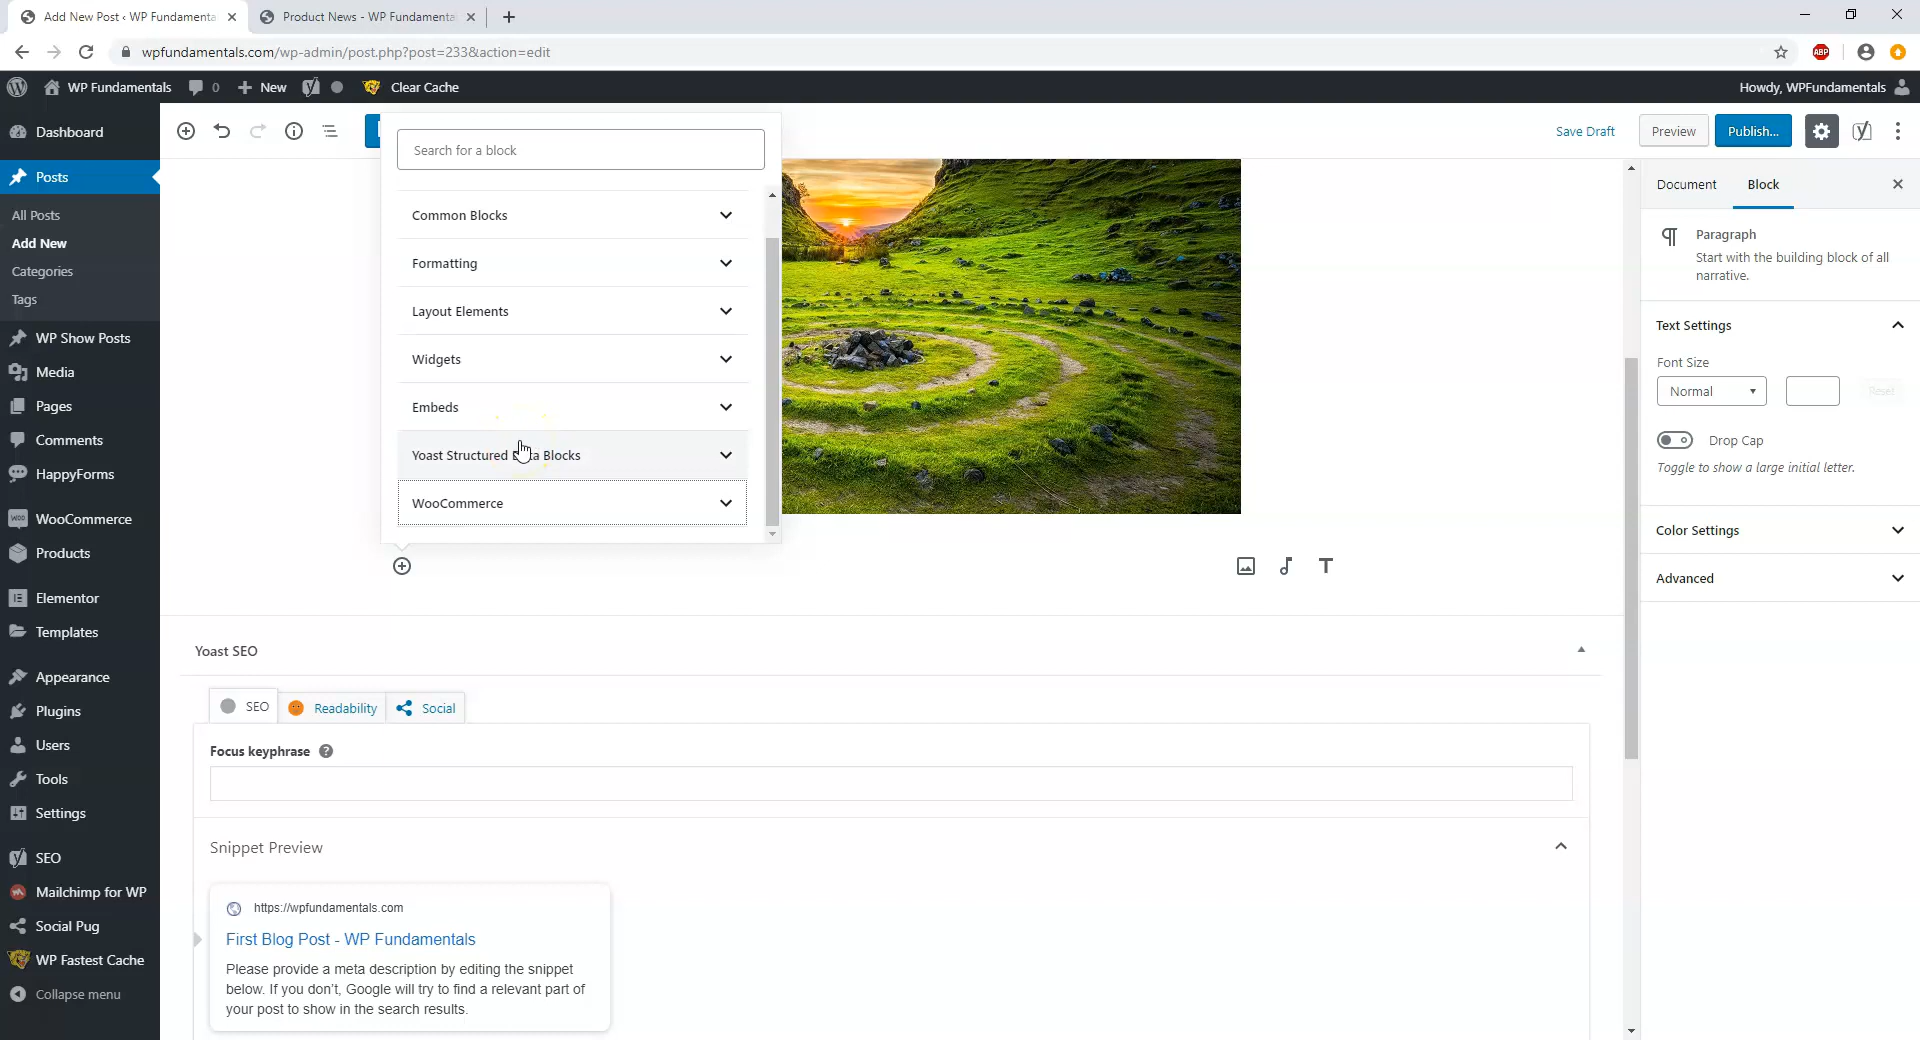 Add New Post ‹ WP Fundamenta
Product News - WP Fundamenta
wpfundamentals.com/wp-admin/post.php?post=233&action=edit
ABP
WP Fundamentals
0
New
Clear Cache
Howdy, WPFundamentals
Dashboard
Posts
All Posts
Add New
Categories
Tags
WP Show Posts
Media
Pages
Comments
HappyForms
WooCommerce
Products
Elementor
Templates
Appearance
Plugins
Users
Tools
Settings
SEO
Mailchimp for WP
Social Pug
WP Fastest Cache
Collapse menu
Search for a block
Common Blocks
Formatting
Layout Elements
Widgets
Embeds
Yoast Structured Data Blocks
WooCommerce
Save Draft
Preview
Publish...
Document
Block
Paragraph
Start with the building block of all
narrative.
Text Settings
Font Size
Normal
Reset
Drop Cap
Toggle to show a large initial letter.
Color Settings
Advanced
Yoast SEO
SEO
Readability
Social
Focus keyphrase
Snippet Preview
https://wpfundamentals.com
First Blog Post - WP Fundamentals
Please provide a meta description by editing the snippet
below. If you don't, Google will try to find a relevant part of
your post to show in the search results.